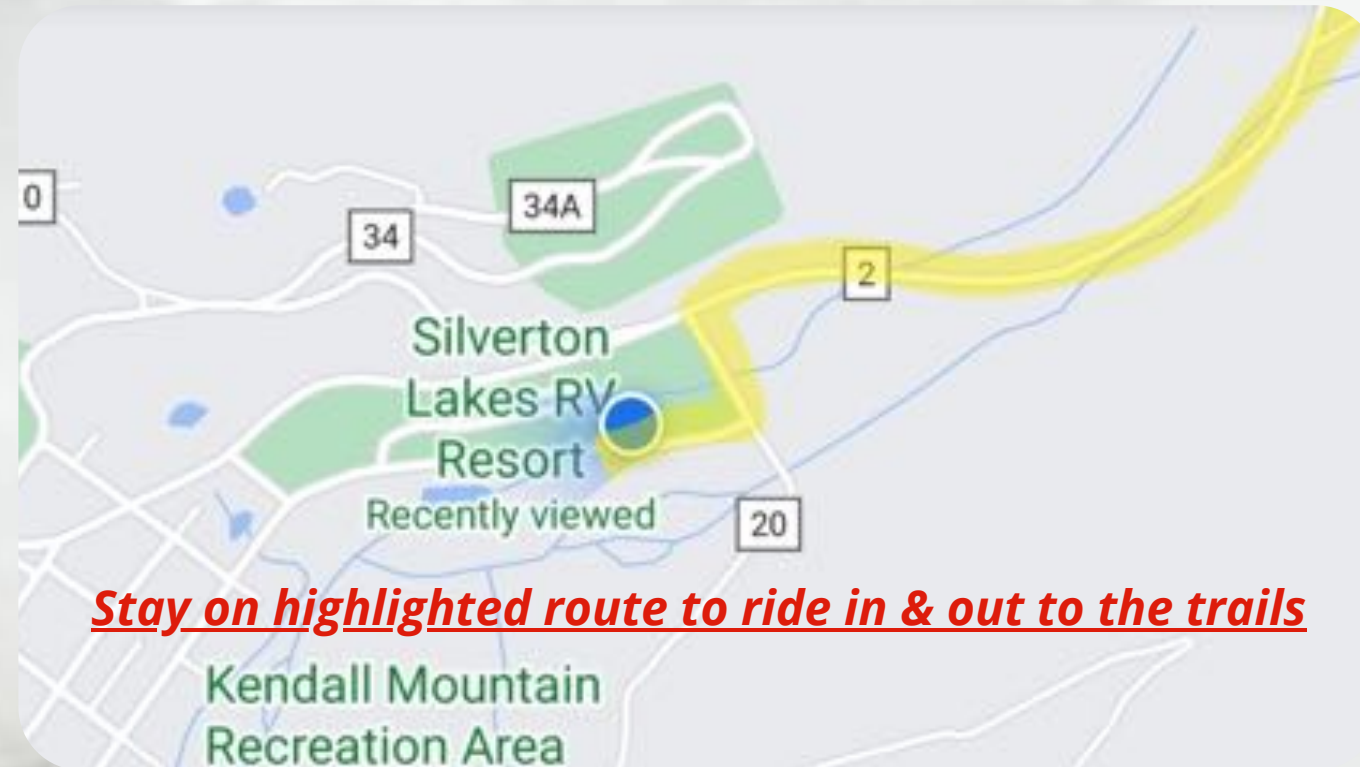 0
34A
34
2
Silverton
Lakes RV
Resort
Recently viewed
20
Stay on highlighted route to ride in & out to the trails
Kendall Mountain
Recreation Area